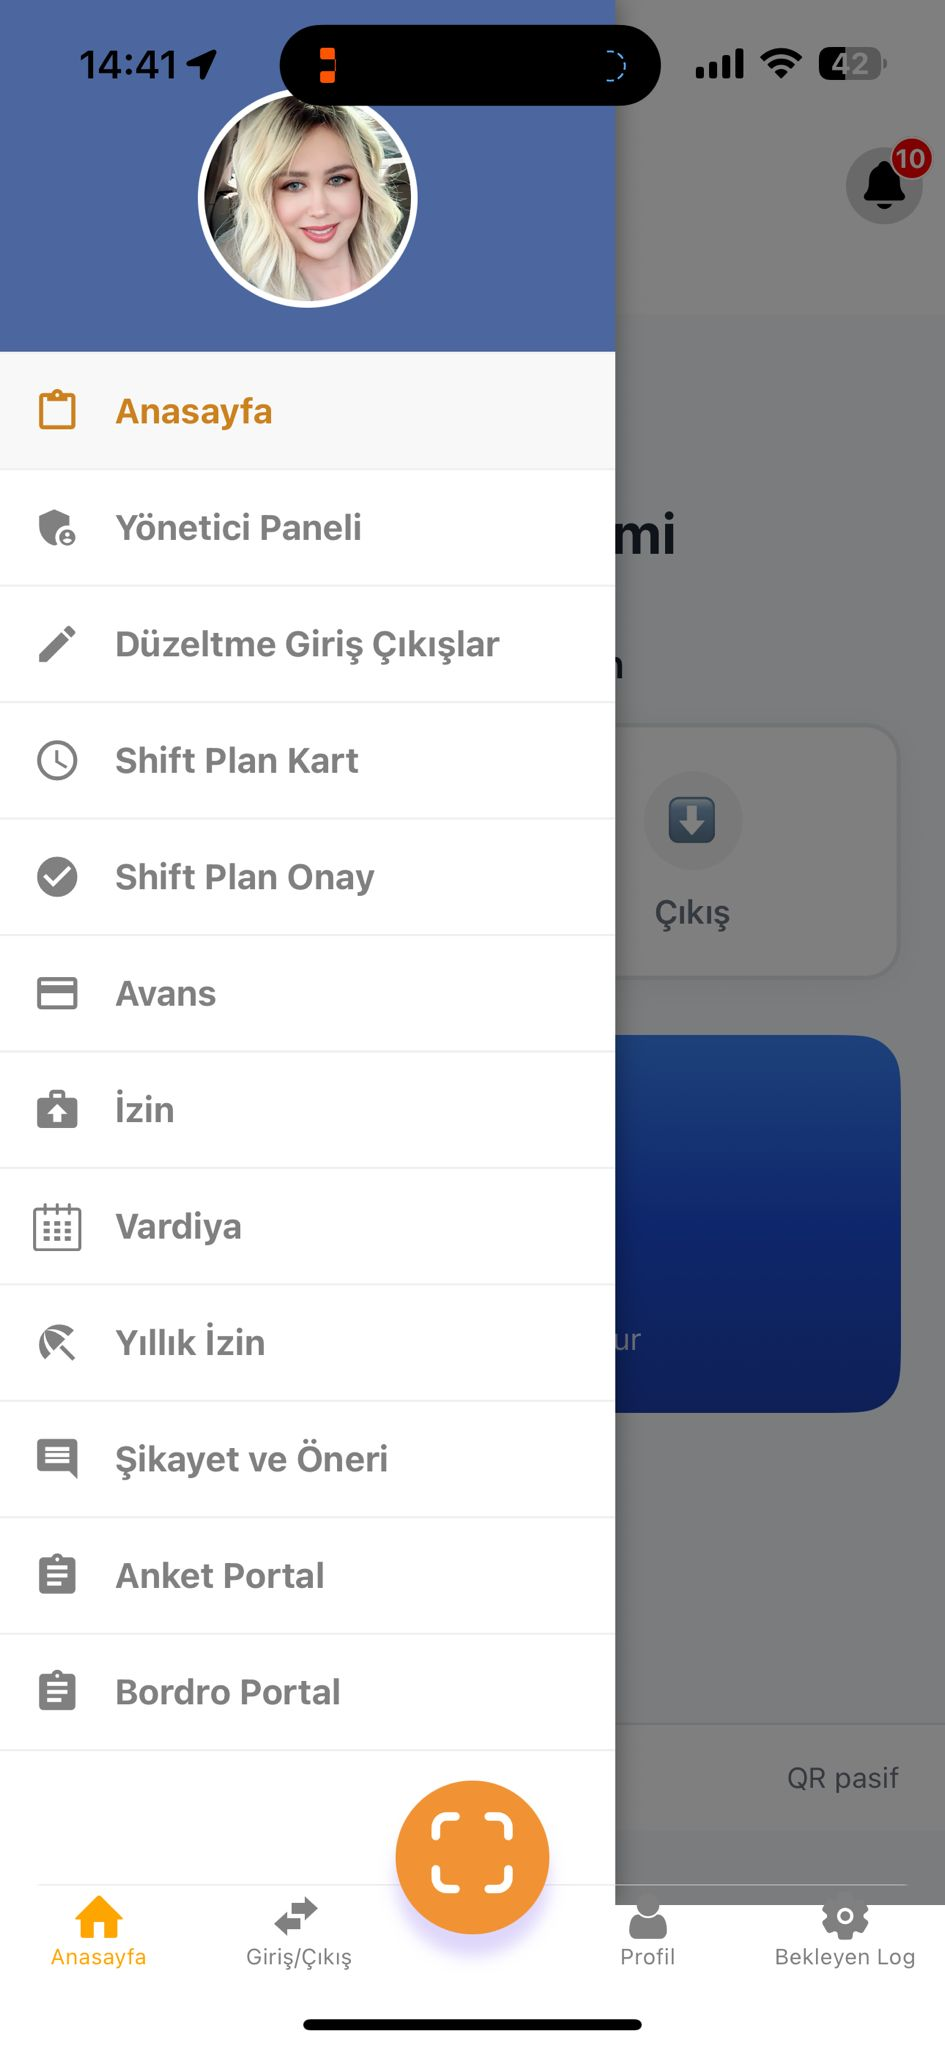 14:41
42
10
Anasayfa
Yönetici Paneli
mi
Düzeltme Giriş Çıkışlar
Shift Plan Kart
Shift Plan Onay
Çıkış
Avans
İzin
Vardiya
Yıllık İzin
ur
Şikayet ve Öneri
Anket Portal
Bordro Portal
QR pasif
Anasayfa
Giriş/Çıkış
Profil
Bekleyen Log